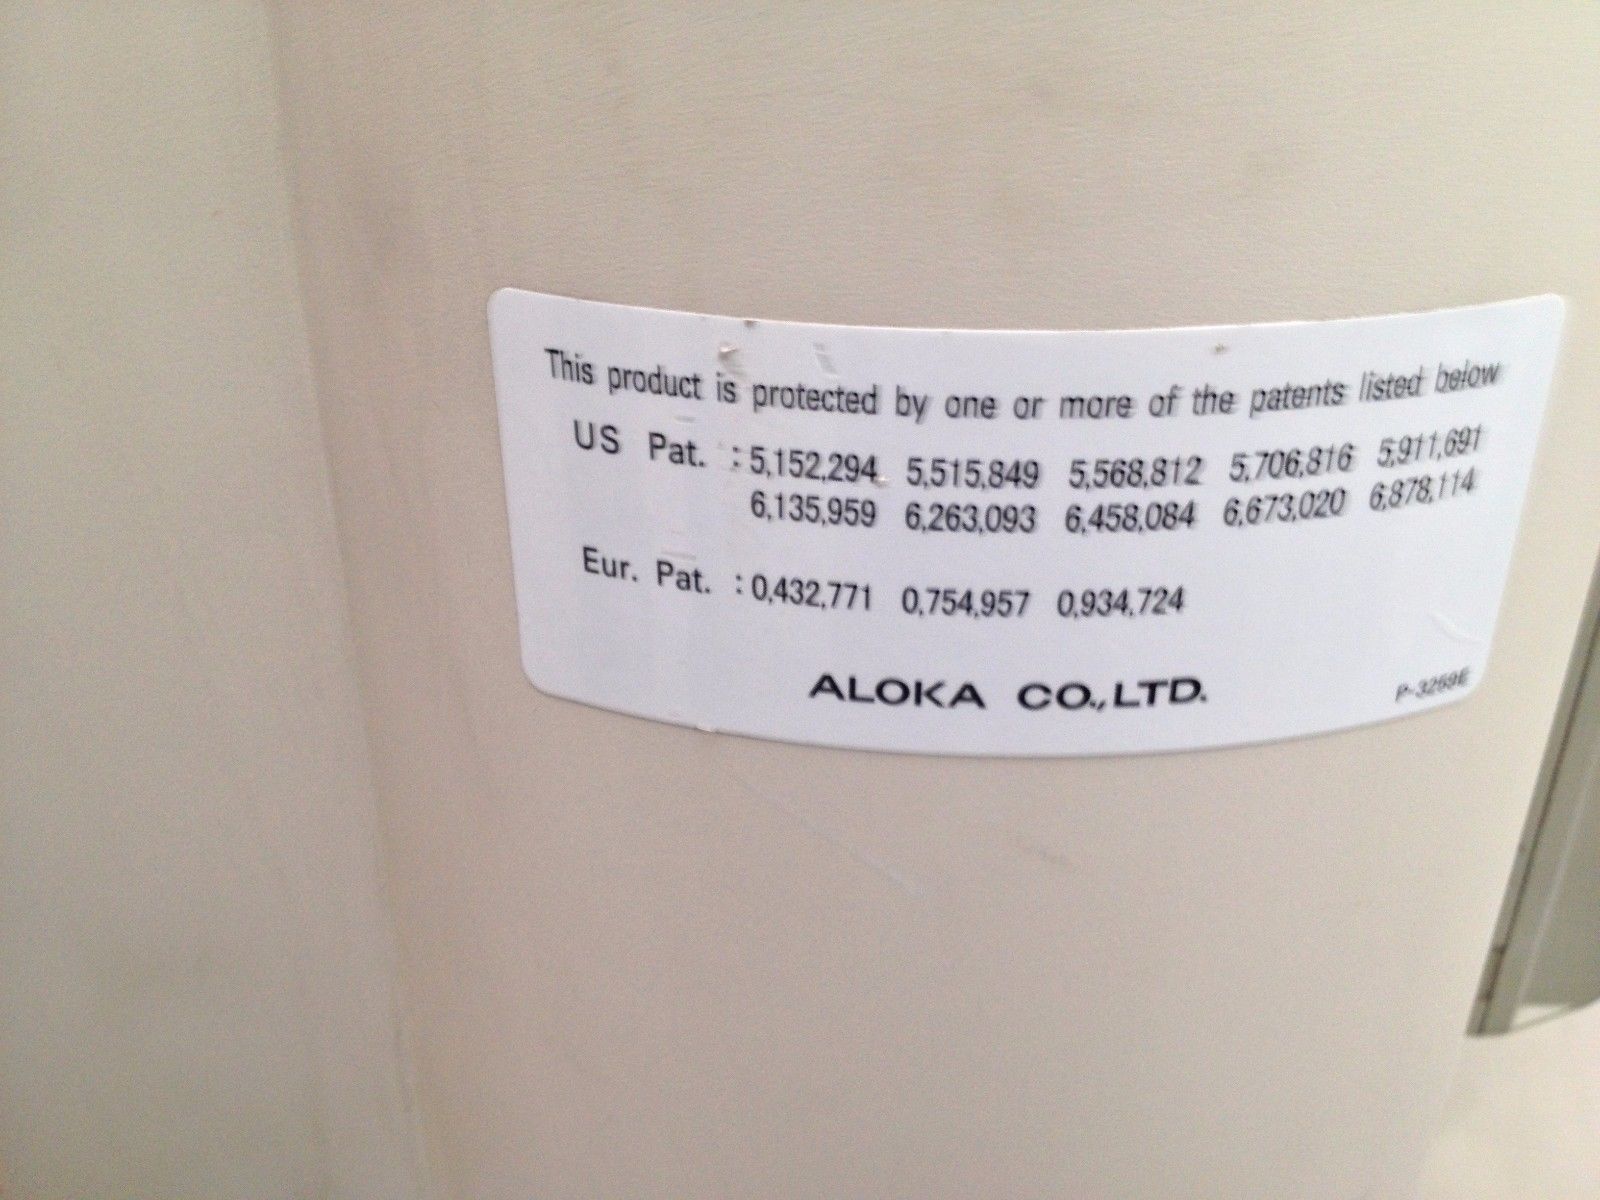 This product is protected by one or more of the patents listed below
US Pat. : 5,152,294 5,515,849 5,568,812 5,706,816 5,911,691
6,135,959 6,263,093 6,458,084 6,673,020 6,878,114
Eur. Pat. : 0,432,771 0,754,957 0,934,724
ALOKA CO.,LTD.
P-3269E